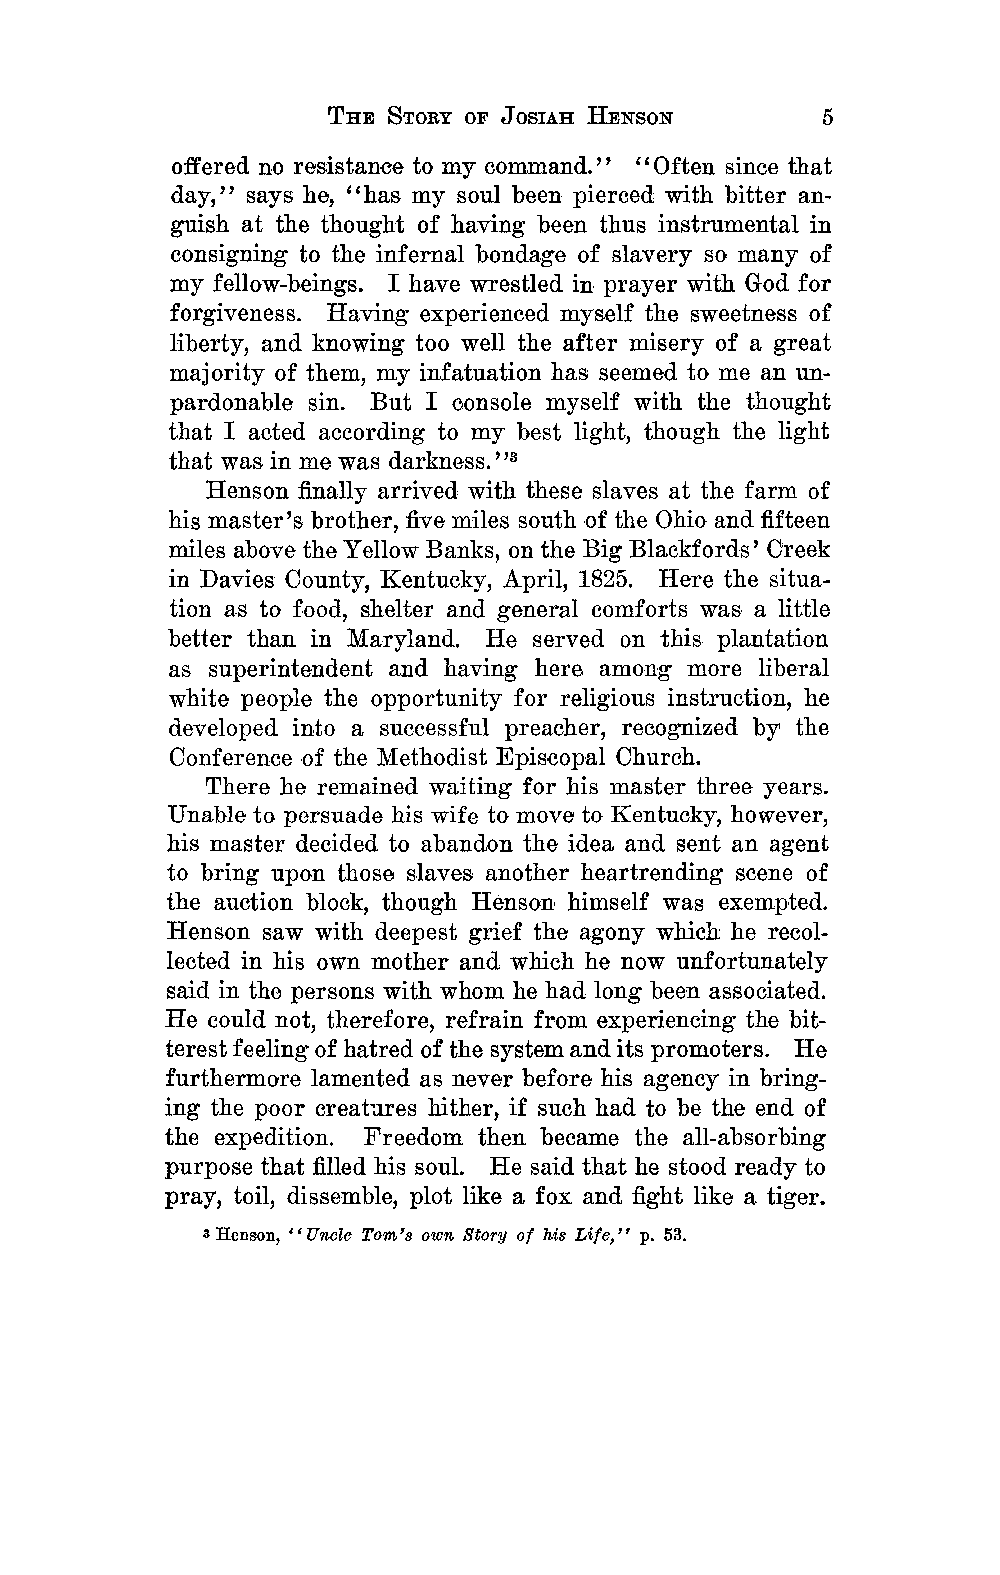 THE STORY OF JOSIAH HENSON 5
offered no resistance to my command.'' ``Often since that
day,'' says he, ``has my soul been pierced with bitter an-
guish at the thought of having been thus instrumental in
consigning to the infernal bondage of slavery so many of
my fellow-beings. I have wrestled in prayer with God for
forgiveness. Having experienced myself the sweetness of
liberty, and knowing too well the after misery of a great
majority of them, my infatuation has seemed to me an un-
pardonable sin. But I console myself with the thought
that I acted according to my best light, though the light
that was in me was darkness.''³
Henson finally arrived with these slaves at the farm of
his master's brother, five miles south of the Ohio and fifteen
miles above the Yellow Banks, on the Big Blackfords' Creek
in Davies County, Kentucky, April, 1825. Here the situa-
tion as to food, shelter and general comforts was a little
better than in Maryland. He served on this plantation
as superintendent and having here among more liberal
white people the opportunity for religious instruction, he
developed into a successful preacher, recognized by the
Conference of the Methodist Episcopal Church.
There he remained waiting for his master three years.
Unable to persuade his wife to move to Kentucky, however,
his master decided to abandon the idea and sent an agent
to bring upon those slaves another heartrending scene of
the auction block, though Henson himself was exempted.
Henson saw with deepest grief the agony which he recol-
lected in his own mother and which he now unfortunately
said in the persons with whom he had long been associated.
He could not, therefore, refrain from experiencing the bit-
terest feeling of hatred of the system and its promoters. He
furthermore lamented as never before his agency in bring-
ing the poor creatures hither, if such had to be the end of
the expedition. Freedom then became the all-absorbing
purpose that filled his soul. He said that he stood ready to
pray, toil, dissemble, plot like a fox and fight like a tiger.
³ Henson, ``Uncle Tom's own Story of his Life,'' p. 53.